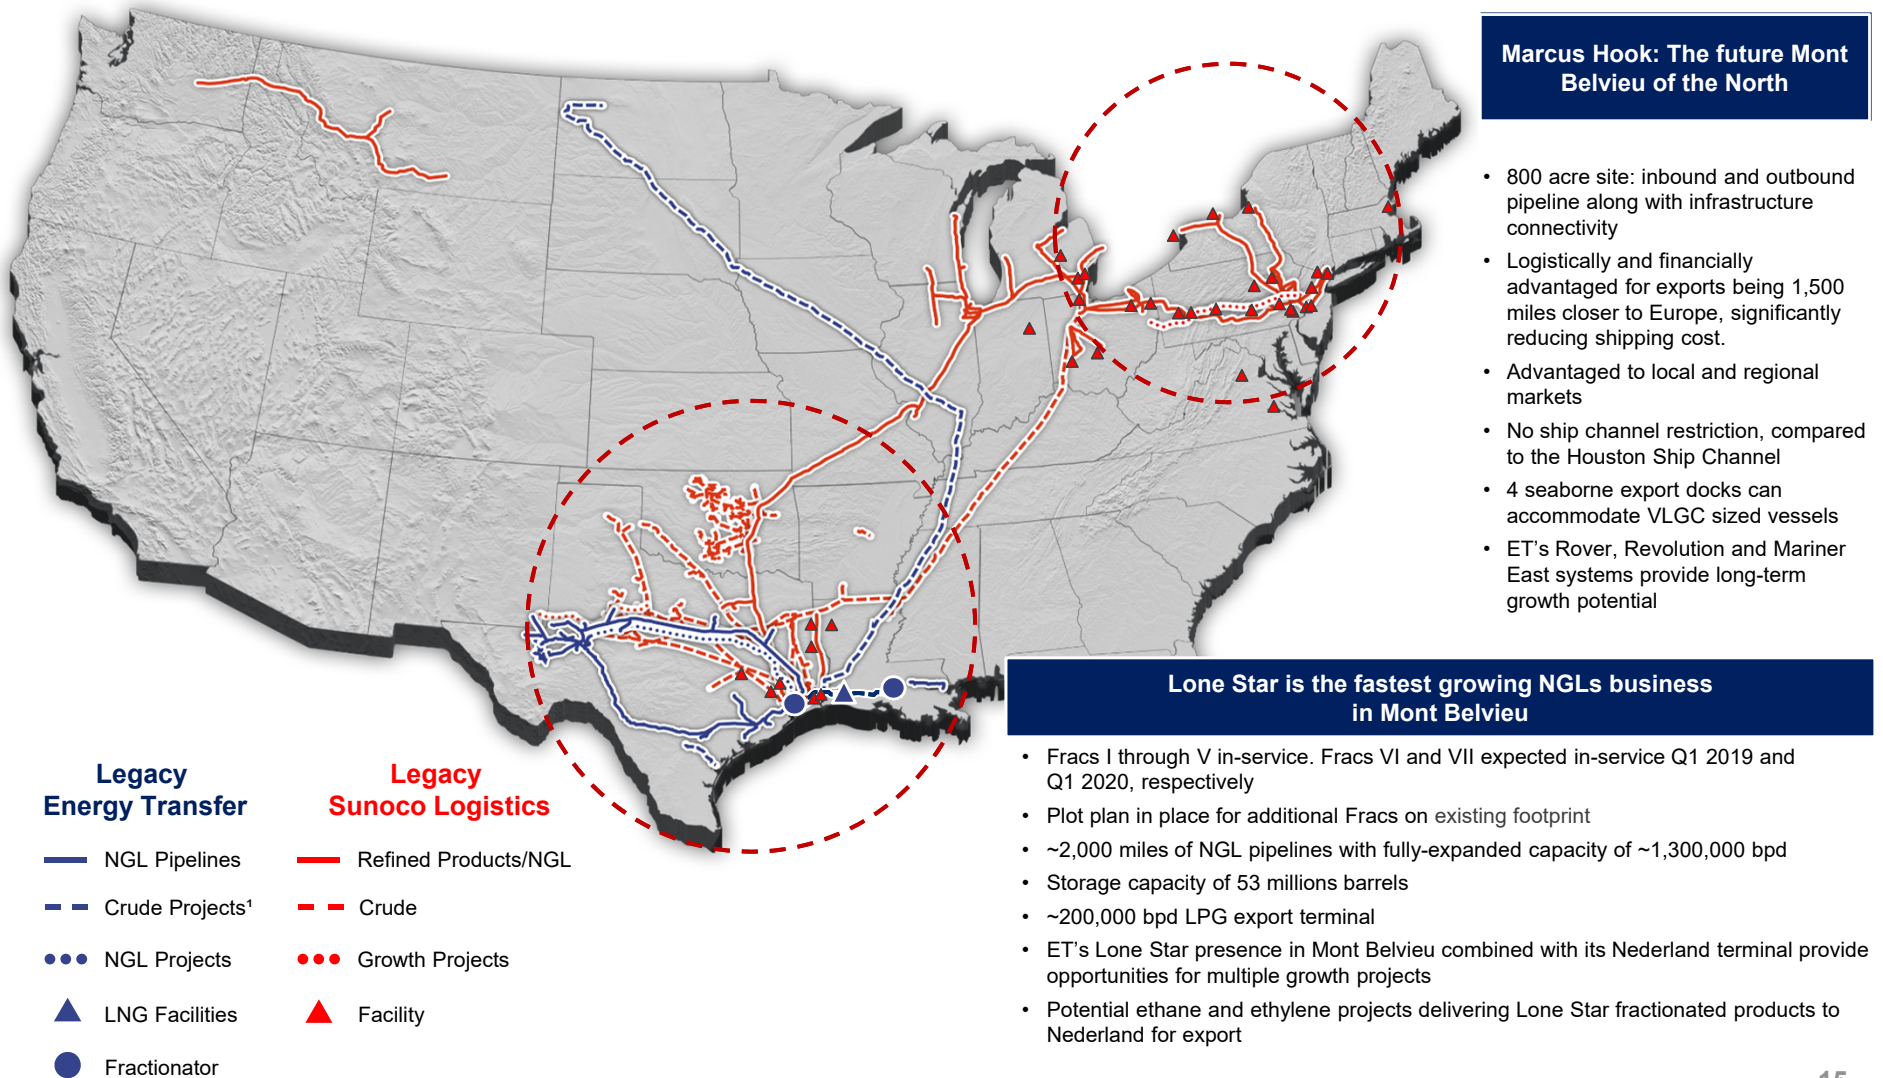 Marcus Hook: The future Mont
Belvieu of the North
• 800 acre site: inbound and outbound
pipeline along with infrastructure
connectivity
• Logistically and financially
advantaged for exports being 1,500
miles closer to Europe, significantly
reducing shipping cost.
• Advantaged to local and regional
markets
• No ship channel restriction, compared
to the Houston Ship Channel
• 4 seaborne export docks can
accommodate VLGC sized vessels
• ET's Rover, Revolution and Mariner
East systems provide long-term
growth potential
Lone Star is the fastest growing NGLs business
in Mont Belvieu
• Fracs I through V in-service. Fracs VI and VII expected in-service Q1 2019 and
Q1 2020, respectively
• Plot plan in place for additional Fracs on existing footprint
• ~2,000 miles of NGL pipelines with fully-expanded capacity of ~1,300,000 bpd
• Storage capacity of 53 millions barrels
• ~200,000 bpd LPG export terminal
• ET's Lone Star presence in Mont Belvieu combined with its Nederland terminal provide
opportunities for multiple growth projects
• Potential ethane and ethylene projects delivering Lone Star fractionated products to
Nederland for export
Legacy
Energy Transfer
NGL Pipelines
Crude Projects¹
NGL Projects
LNG Facilities
Fractionator
Legacy
Sunoco Logistics
Refined Products/NGL
Crude
Growth Projects
Facility
15